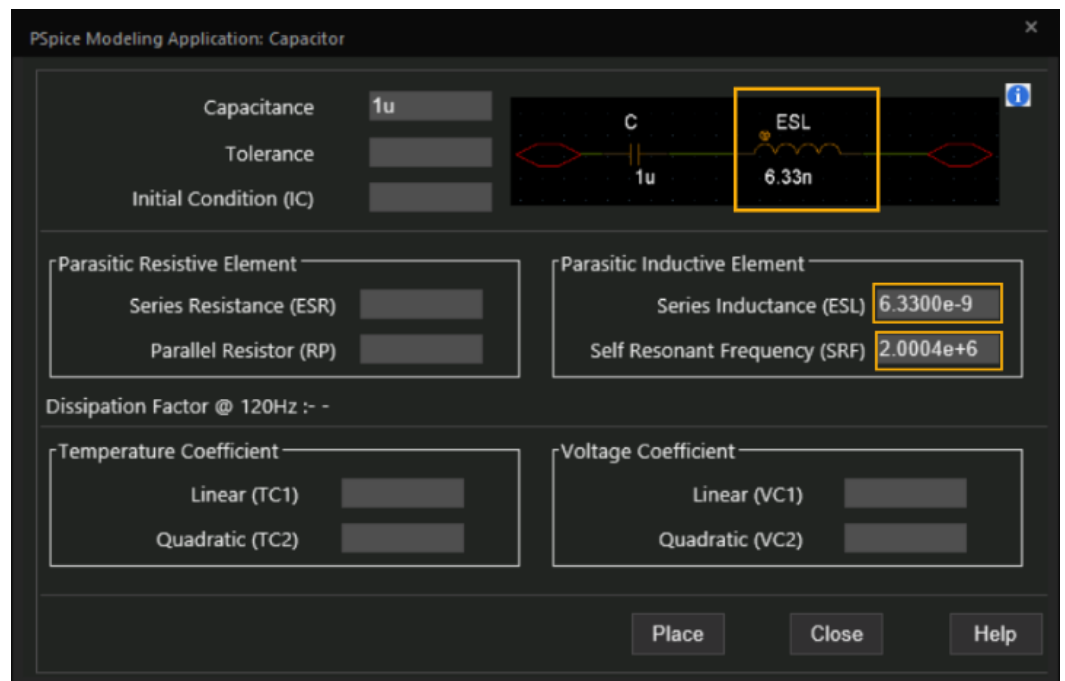 PSpice Modeling Application: Capacitor ×
Capacitance 1u
Tolerance
Initial Condition (IC)
C ESL
1u 6.33n
i
Parasitic Resistive Element
Series Resistance (ESR)
Parallel Resistor (RP)
Parasitic Inductive Element
Series Inductance (ESL) 6.3300e-9
Self Resonant Frequency (SRF) 2.0004e+6
Dissipation Factor @ 120Hz :- -
Temperature Coefficient
Linear (TC1)
Quadratic (TC2)
Voltage Coefficient
Linear (VC1)
Quadratic (VC2)
Place Close Help